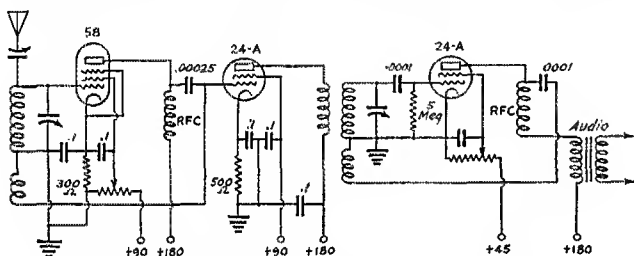 58
24-A
24-A
.00025
.0001
.0001
RFC
5
Meg
RFC
Audio
.1
.1
.1
.1
300
Ω
500
Ω
.1
+90
+180
+90
+180
+45
+180